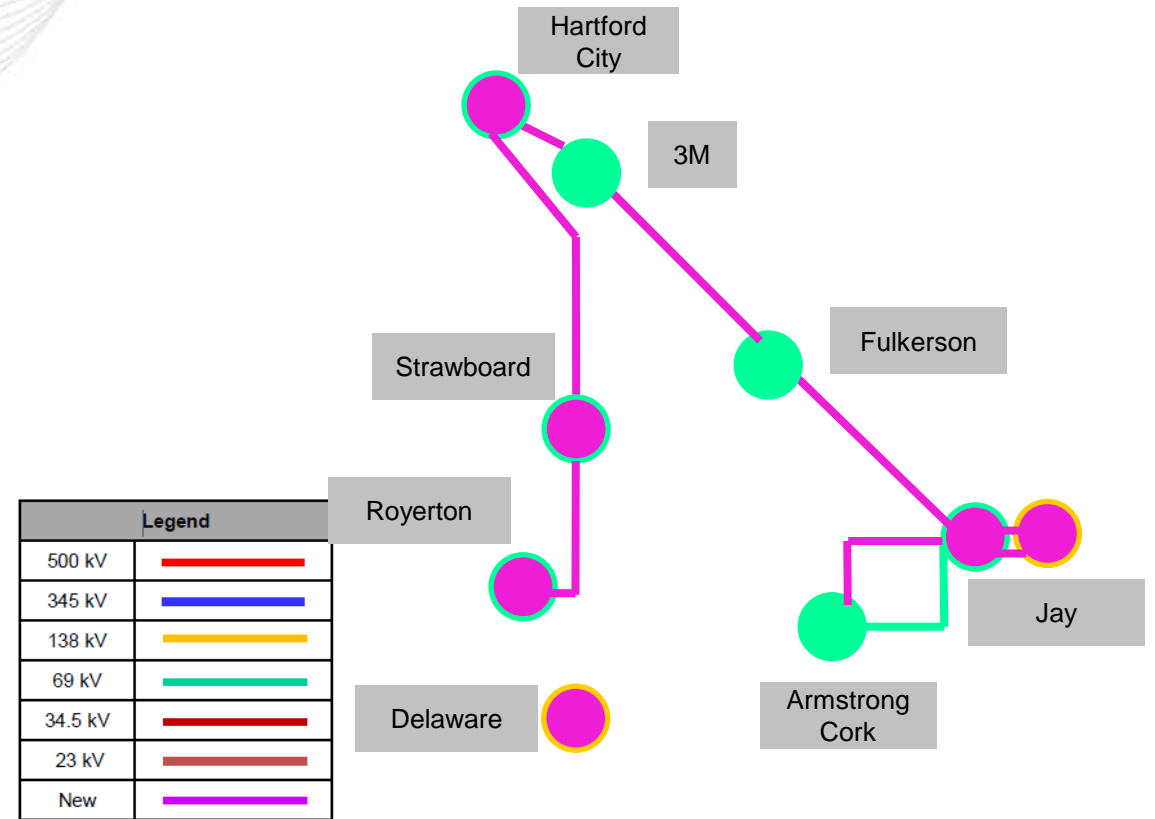 Hartford
City
3M
Fulkerson
Strawboard
Royerton
Jay
Armstrong
Cork
Delaware
Legend
500 kV
345 kV
138 kV
69 kV
34.5 kV
23 kV
New